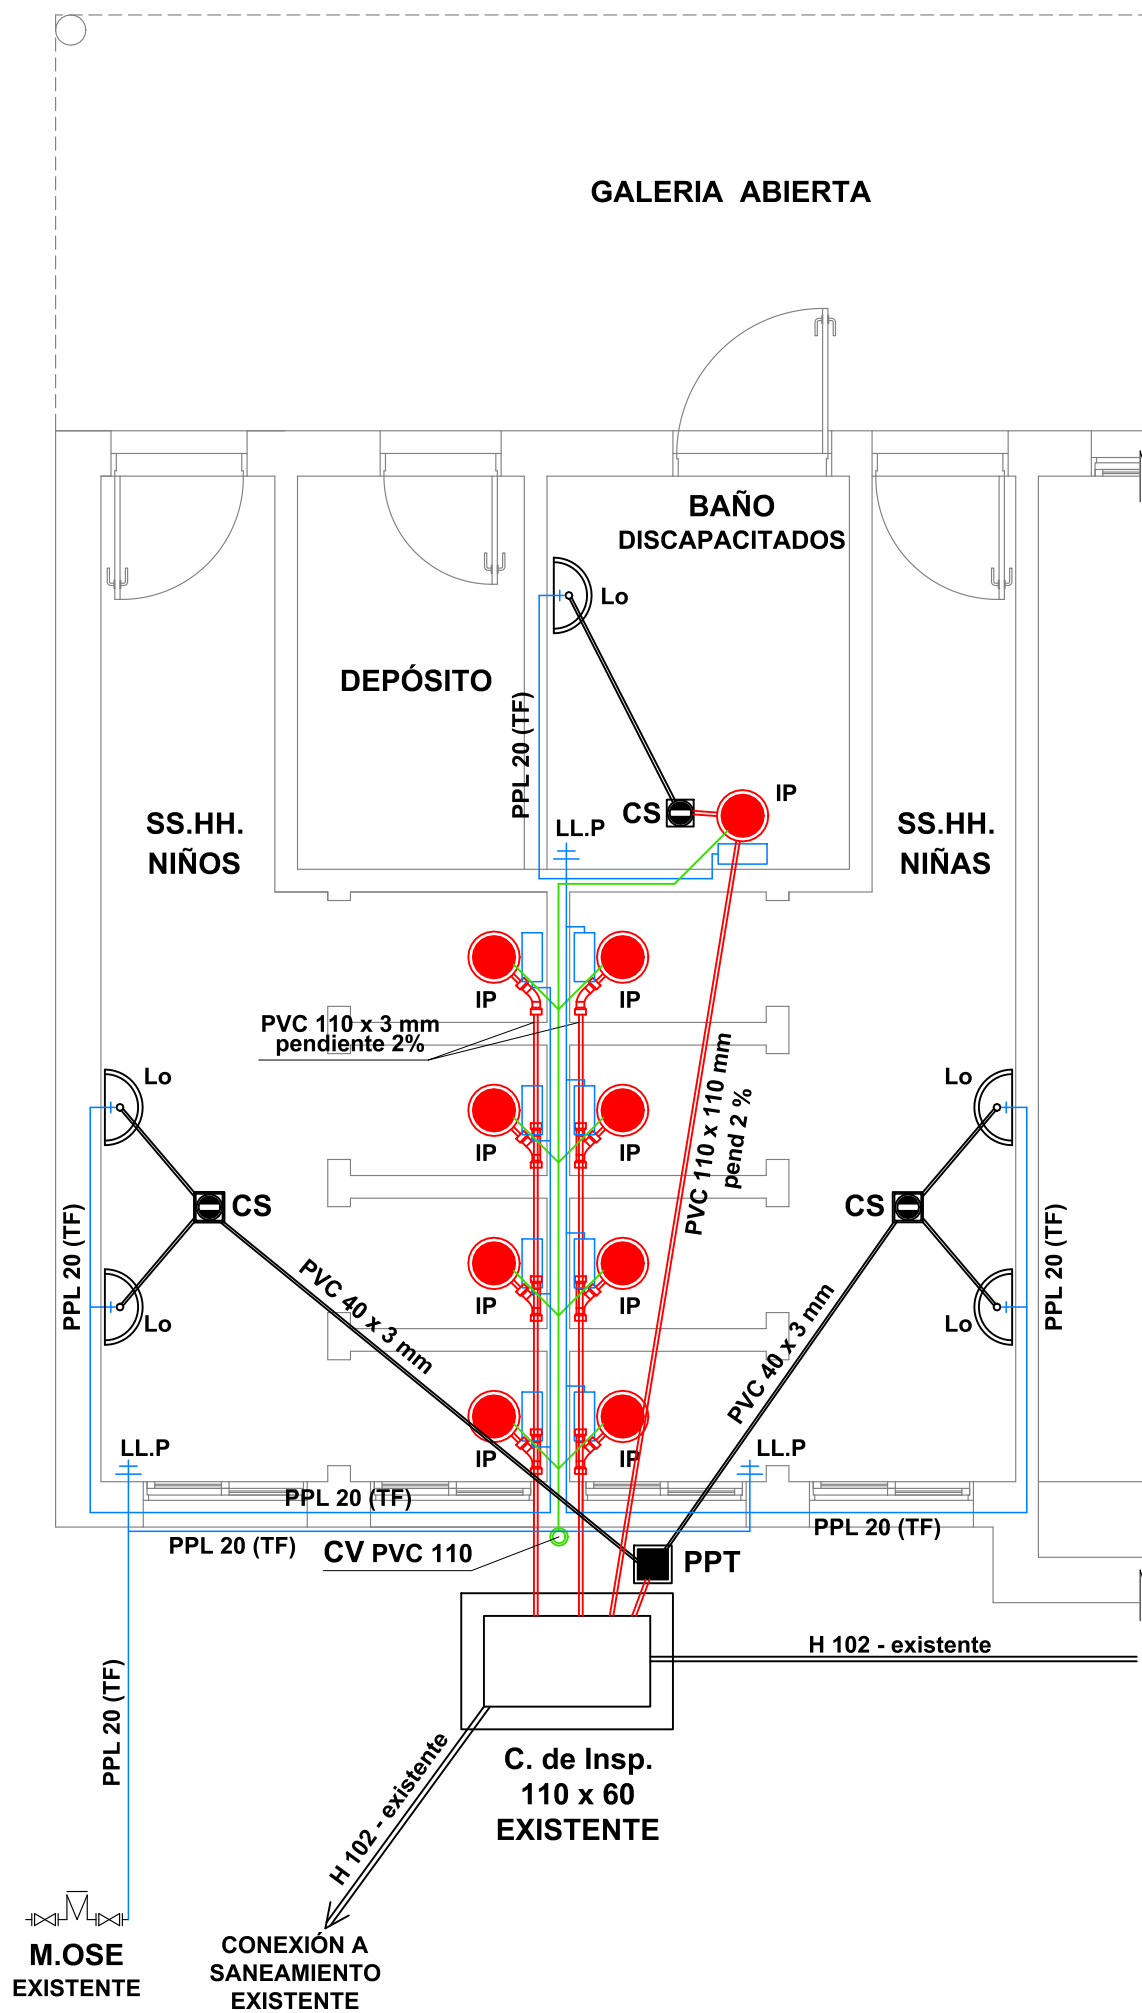 GALERIA ABIERTA
BAÑO
DISCAPACITADOS
Lo
DEPÓSITO
PPL 20 (TF)
CS
IP
LL.P
SS.HH.
NIÑOS
SS.HH.
NIÑAS
IP
IP
PVC 110 x 3 mm
pendiente 2%
PVC 110 x 110 mm
pend 2 %
Lo
Lo
IP
IP
CS
CS
PPL 20 (TF)
PPL 20 (TF)
PVC 40 x 3 mm
PVC 40 x 3 mm
IP
IP
Lo
Lo
LL.P
IP
IP
LL.P
PPL 20 (TF)
PPL 20 (TF)
PPL 20 (TF)
CV PVC 110
PPT
H 102 - existente
PPL 20 (TF)
H 102 - existente
C. de Insp.
110 x 60
EXISTENTE
M.OSE
EXISTENTE
CONEXIÓN A
SANEAMIENTO
EXISTENTE